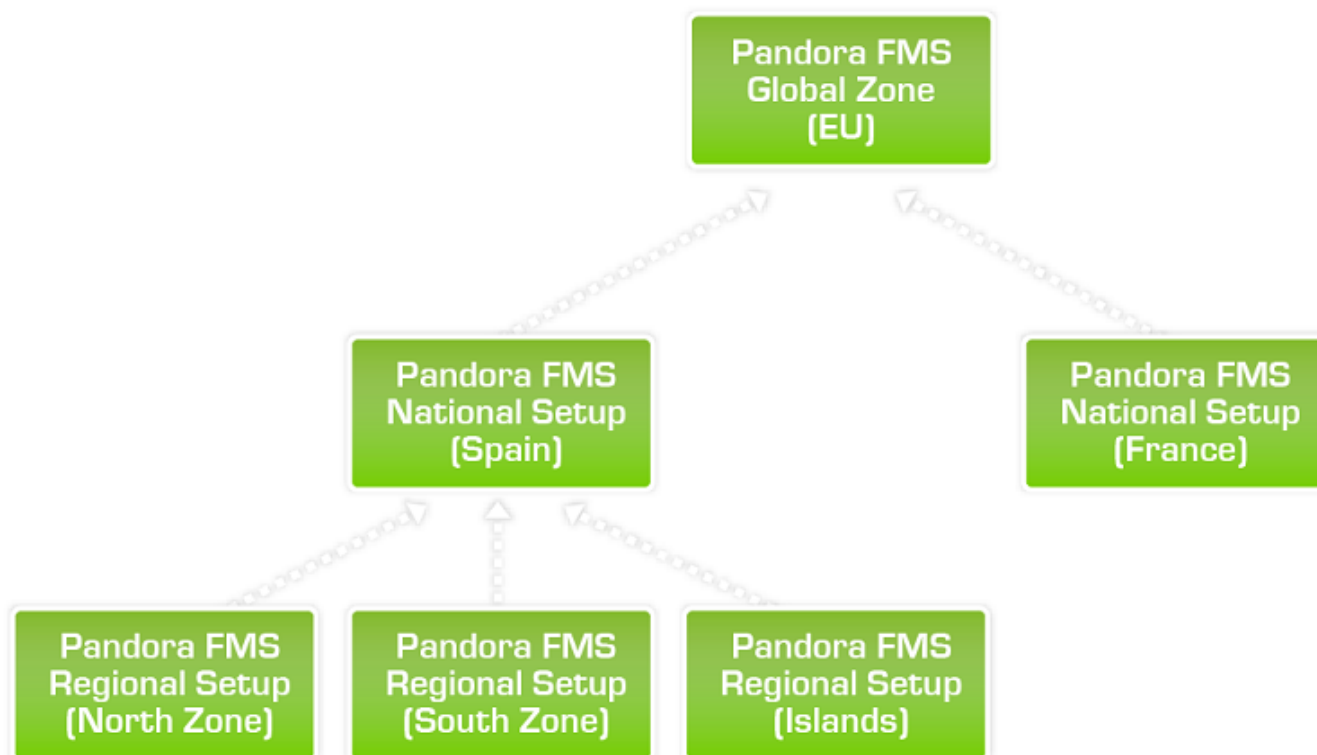 Pandora FMS
Global Zone
(EU)
Pandora FMS
National Setup
(Spain)
Pandora FMS
National Setup
(France)
Pandora FMS
Regional Setup
(North Zone)
Pandora FMS
Regional Setup
(South Zone)
Pandora FMS
Regional Setup
(Islands)